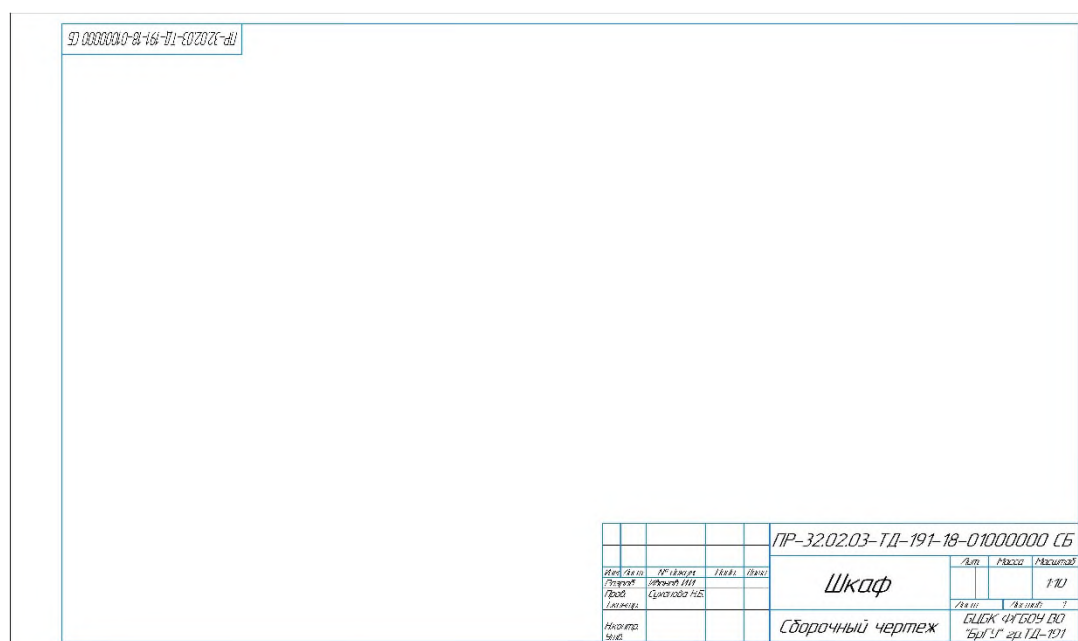 ПР-32.02.03-ТД-191-18-01000000 СБ
ПР-32.02.03-ТД-191-18-01000000 СБ
Изм. Лист № докум. Подп. Дата
Разраб. Иванов И.И.
Пров. Суханова Н.Б.
Т.контр.
Н.контр.
Утв.
Шкаф
Сборочный чертеж
Лит. Масса Масштаб
1:10
Лист Листов 1
БЦБК ФГБОУ ВО
"БрГУ" гр.ТД-191